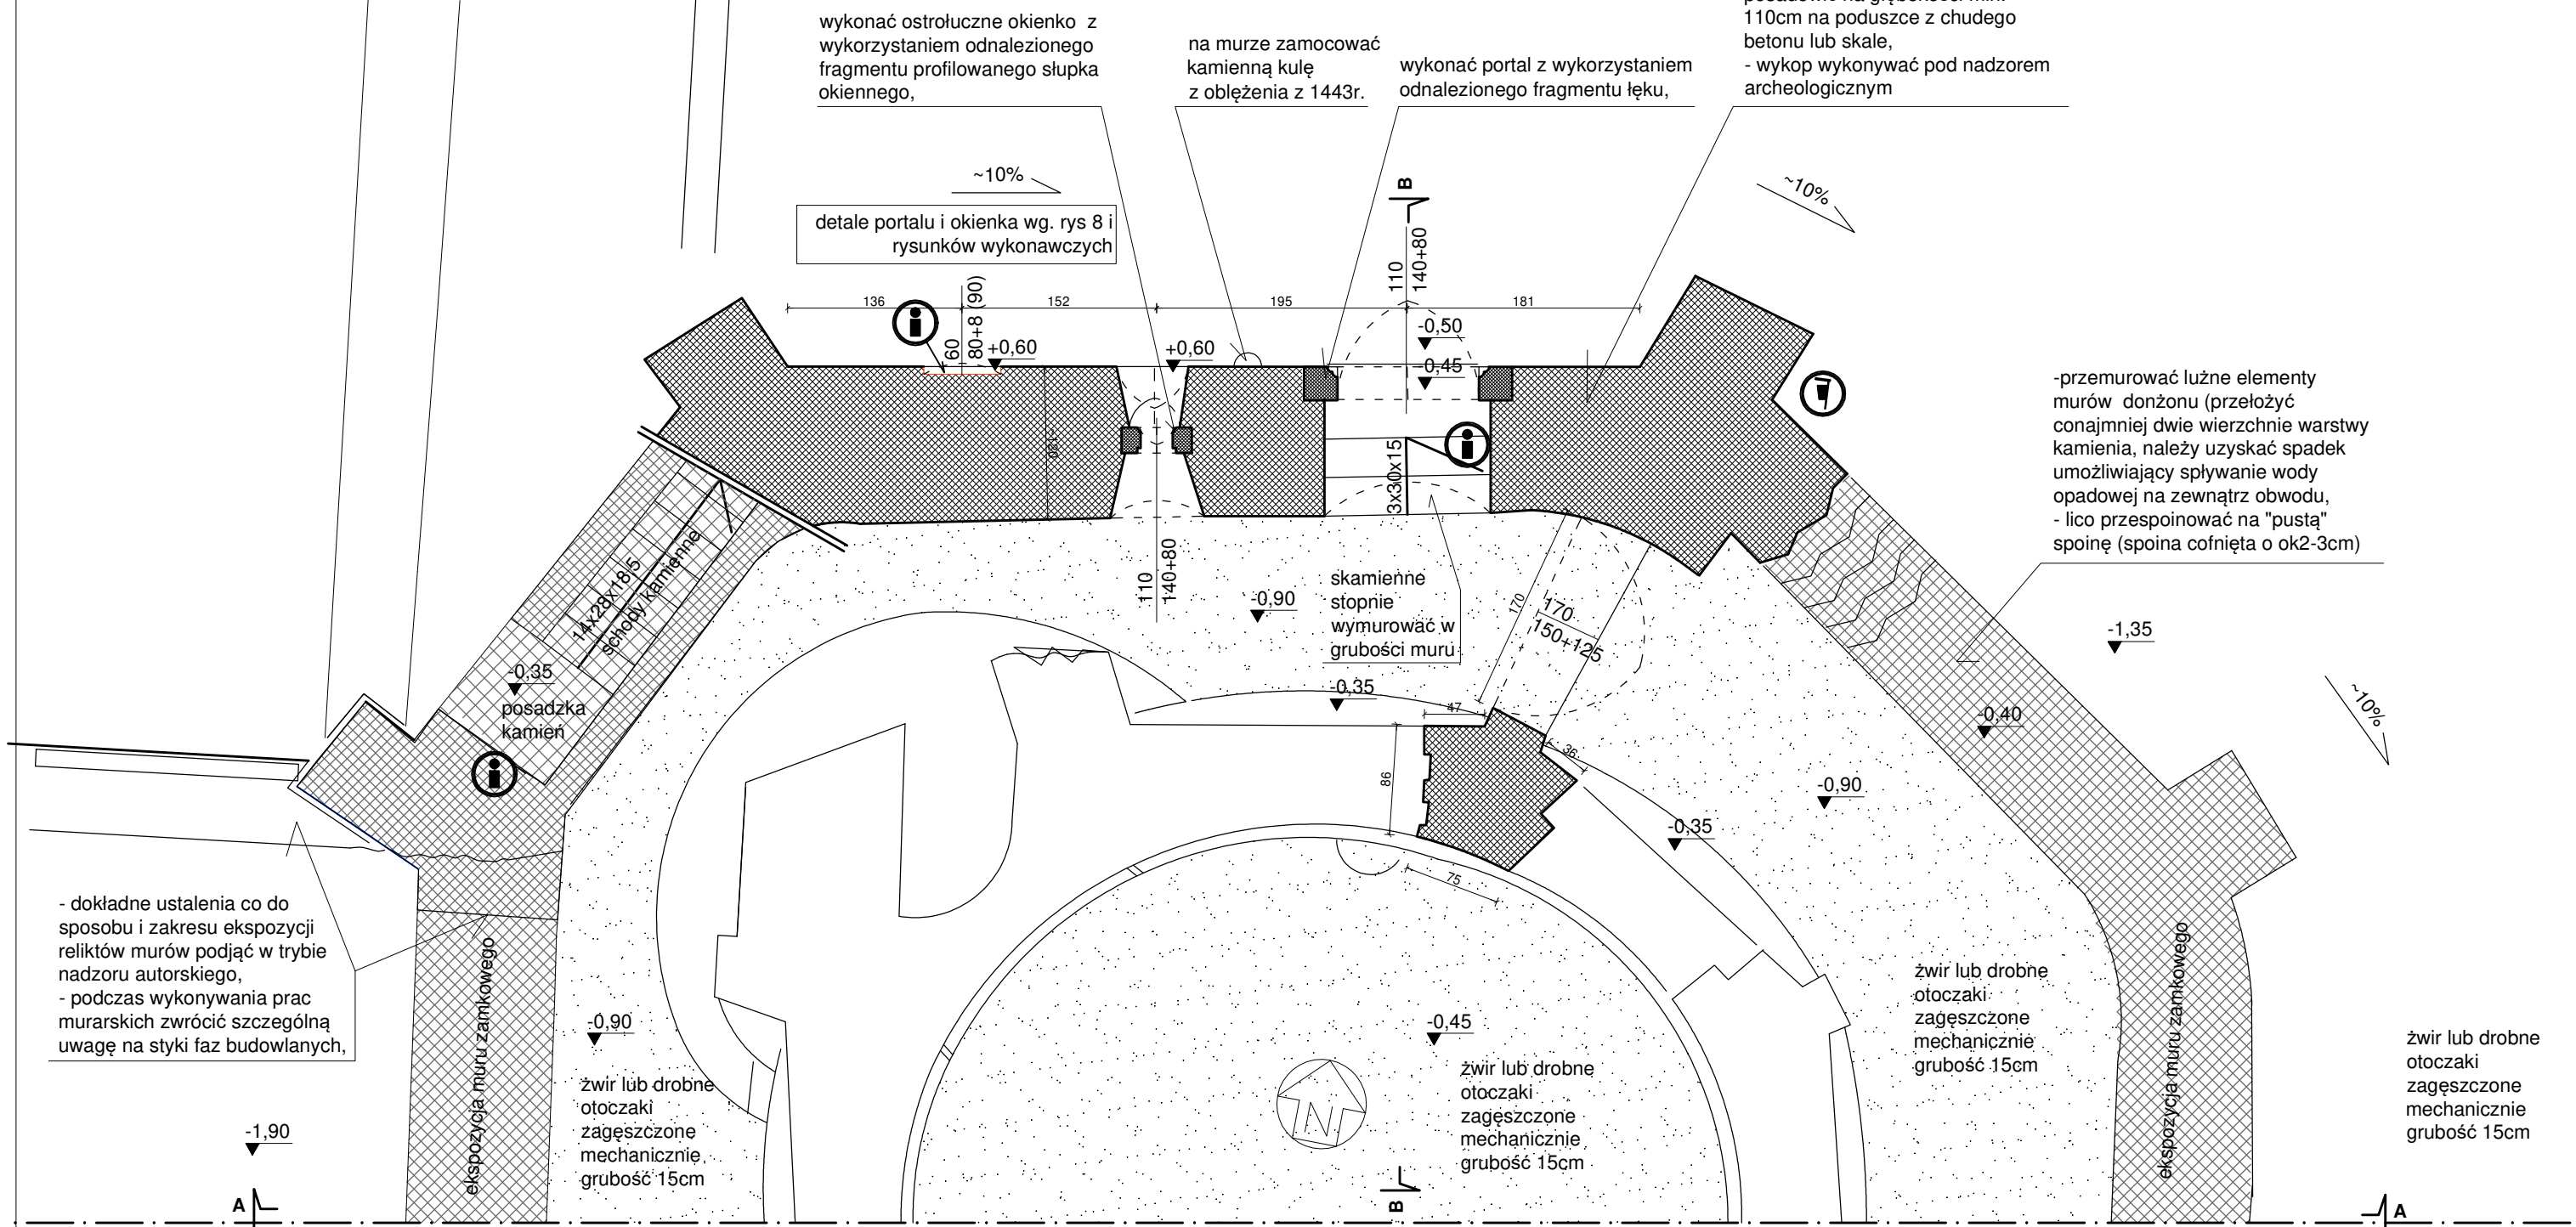 wykonać ostrołuczne okienko z
wykorzystaniem odnalezionego
fragmentu profilowanego słupka
okiennego,
na murze zamocować
kamienną kulę
z oblężenia z 1443r.
wykonać portal z wykorzystaniem
odnalezionego fragmentu łęku,
110cm na poduszce z chudego
betonu lub skale,
- wykop wykonywać pod nadzorem
archeologicznym
~10%
detale portalu i okienka wg. rys 8 i
rysunków wykonawczych
B
110
140+80
~10%
136
152
195
181
60
80+8 (90)
+0,60
+0,60
-0,50
-0,45
~120
3x30x15
-przemurować lużne elementy
murów donżonu (przełożyć
conajmniej dwie wierzchnie warstwy
kamienia, należy uzyskać spadek
umożliwiający spływanie wody
opadowej na zewnątrz obwodu,
- lico przespoinować na "pustą"
spoinę (spoina cofnięta o ok2-3cm)
14x28x18,5
schody kamienne
110
140+80
-0,90
skamienne
stopnie
wymurować w
grubości muru
170
170
150+125
-1,35
-0,35
posadzka
kamień
-0,35
47
-0,40
~10%
36
86
-0,90
-0,35
75
- dokładne ustalenia co do
sposobu i zakresu ekspozycji
reliktów murów podjąć w trybie
nadzoru autorskiego,
- podczas wykonywania prac
murarskich zwrócić szczególną
uwagę na styki faz budowlanych,
ekspozycja muru zamkowego
-0,90
żwir lub drobne
otoczaki
zagęszczone
mechanicznie
grubość 15cm
-0,45
żwir lub drobne
otoczaki
zagęszczone
mechanicznie
grubość 15cm
N
żwir lub drobne
otoczaki
zagęszczone
mechanicznie
grubość 15cm
ekspozycja muru zamkowego
żwir lub drobne
otoczaki
zagęszczone
mechanicznie
grubość 15cm
-1,90
A
B
A